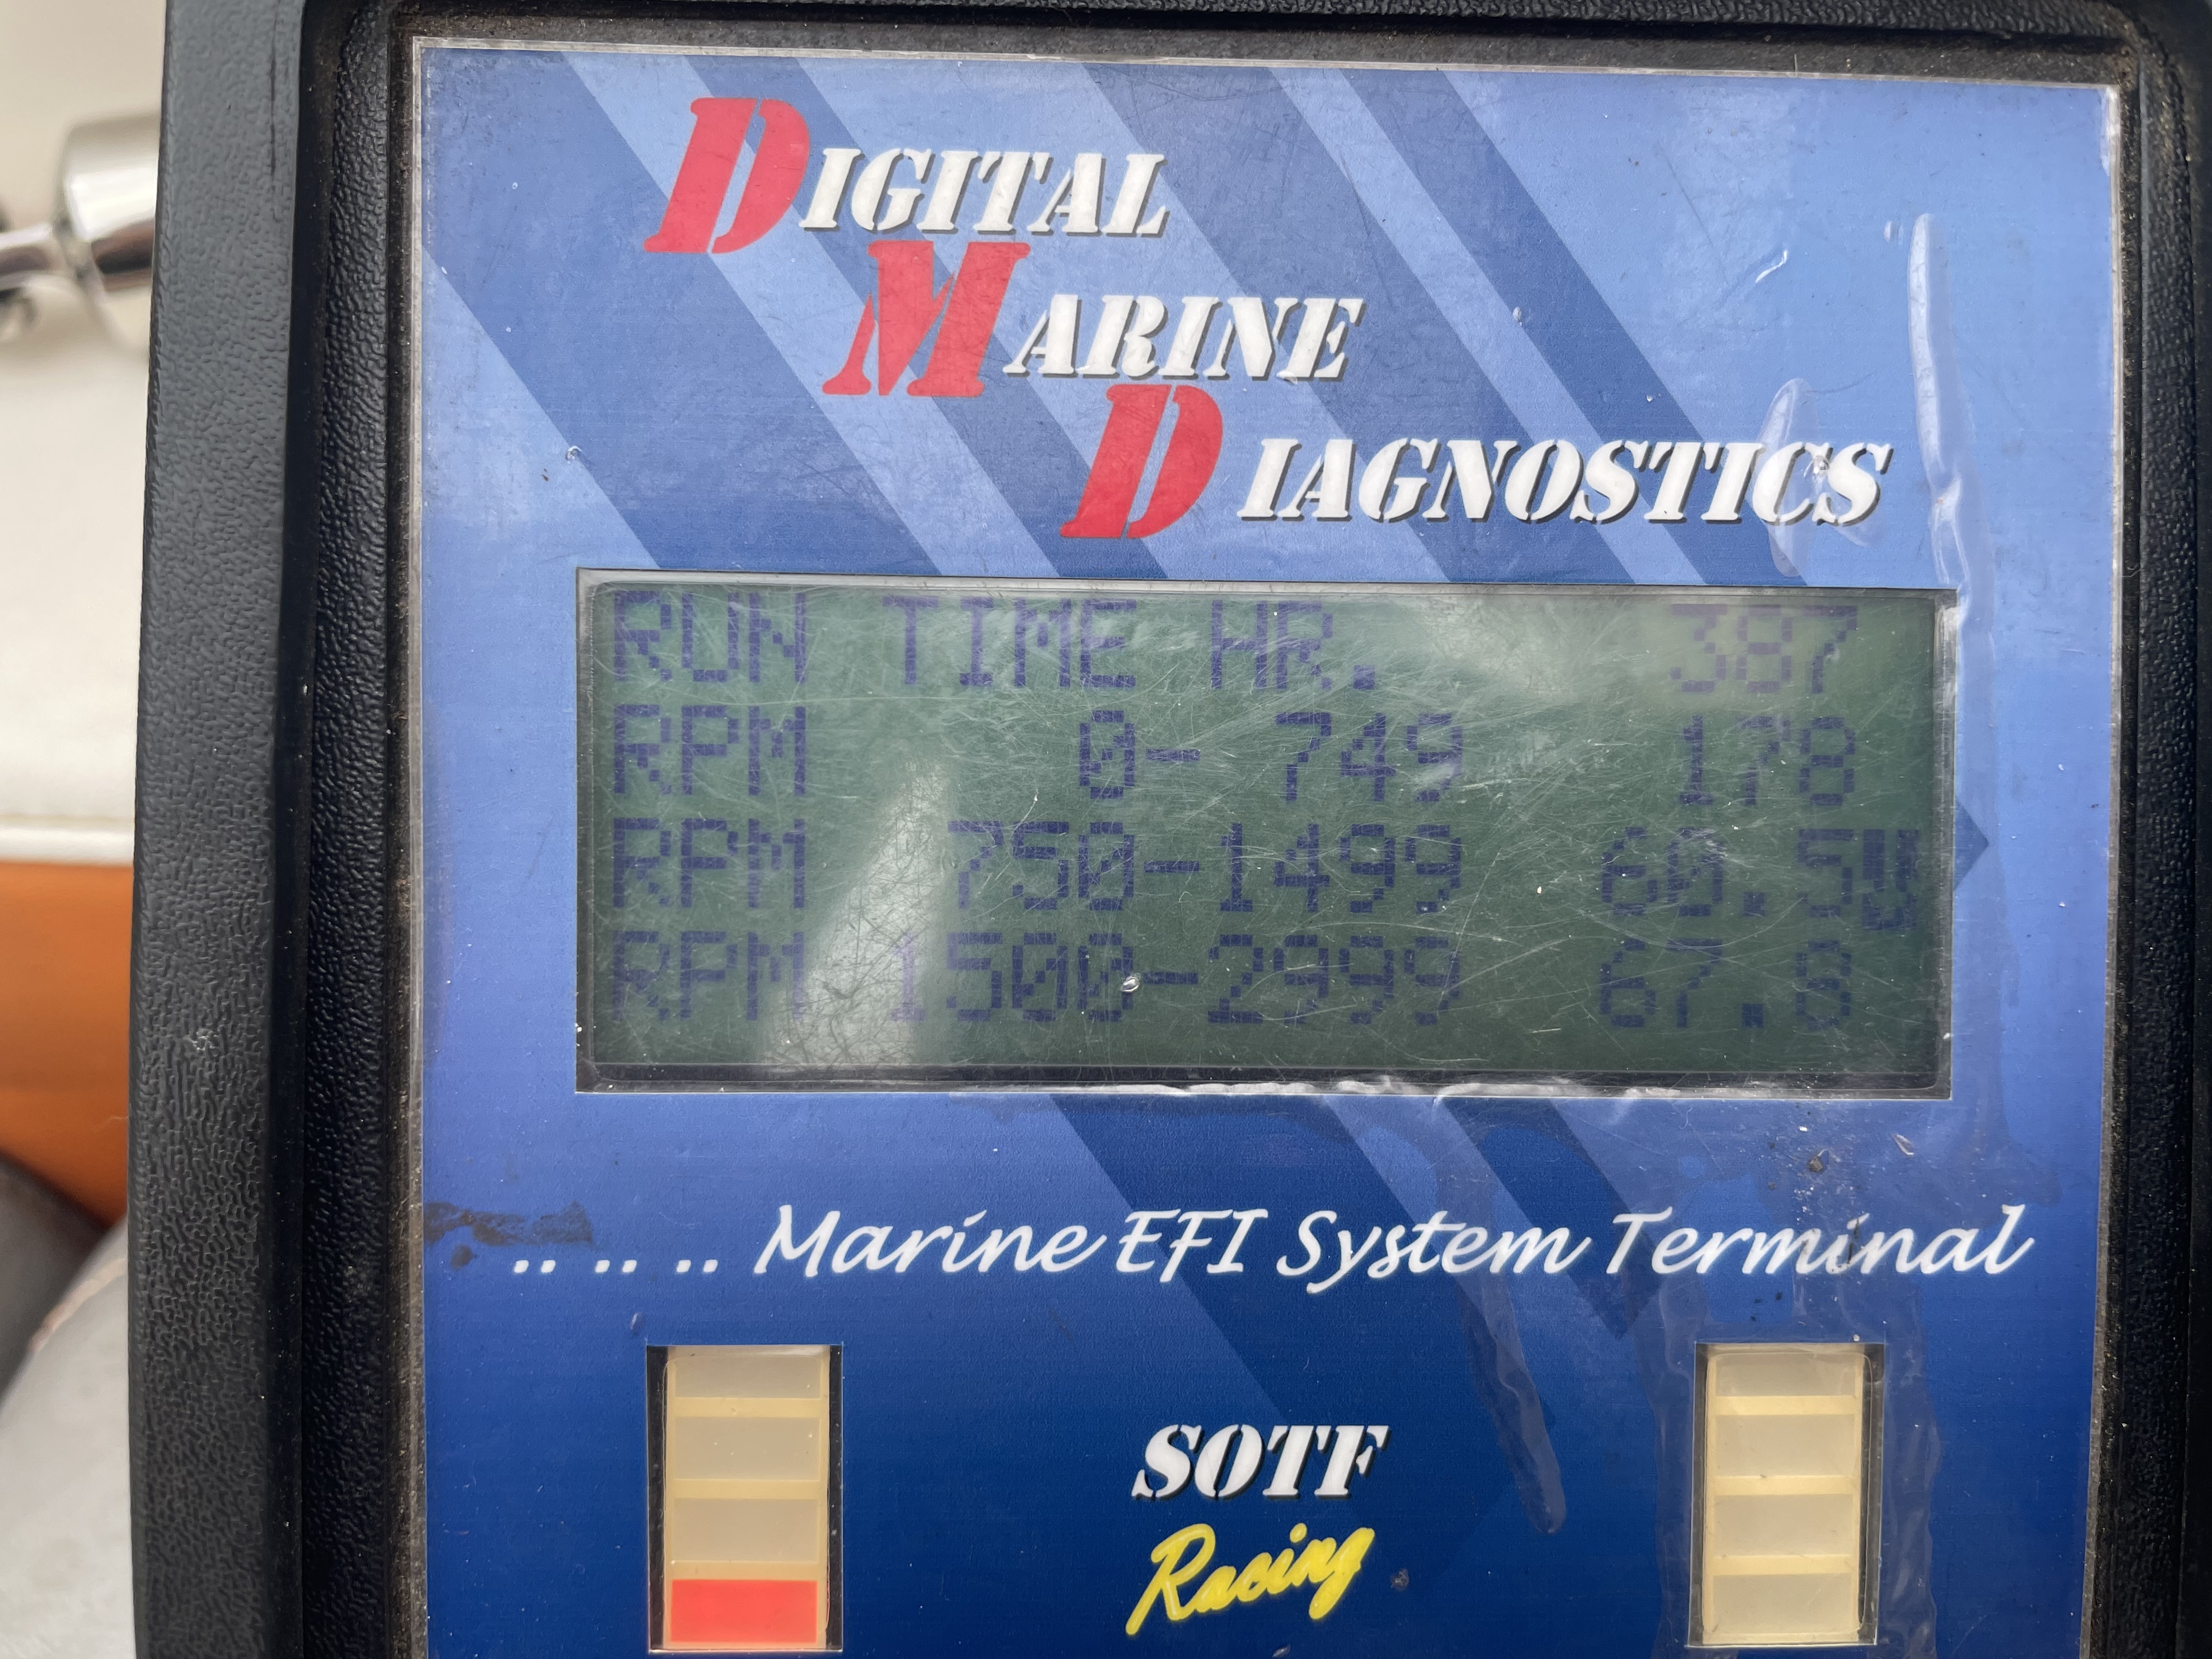 DIGITAL
MARINE
DIAGNOSTICS
RUN TIME HR. 387
RPM 0- 749 178
RPM 750-1499 60.5
RPM 1500-2999 67.8
.. .. .. Marine EFI System Terminal
SOTF
Racing